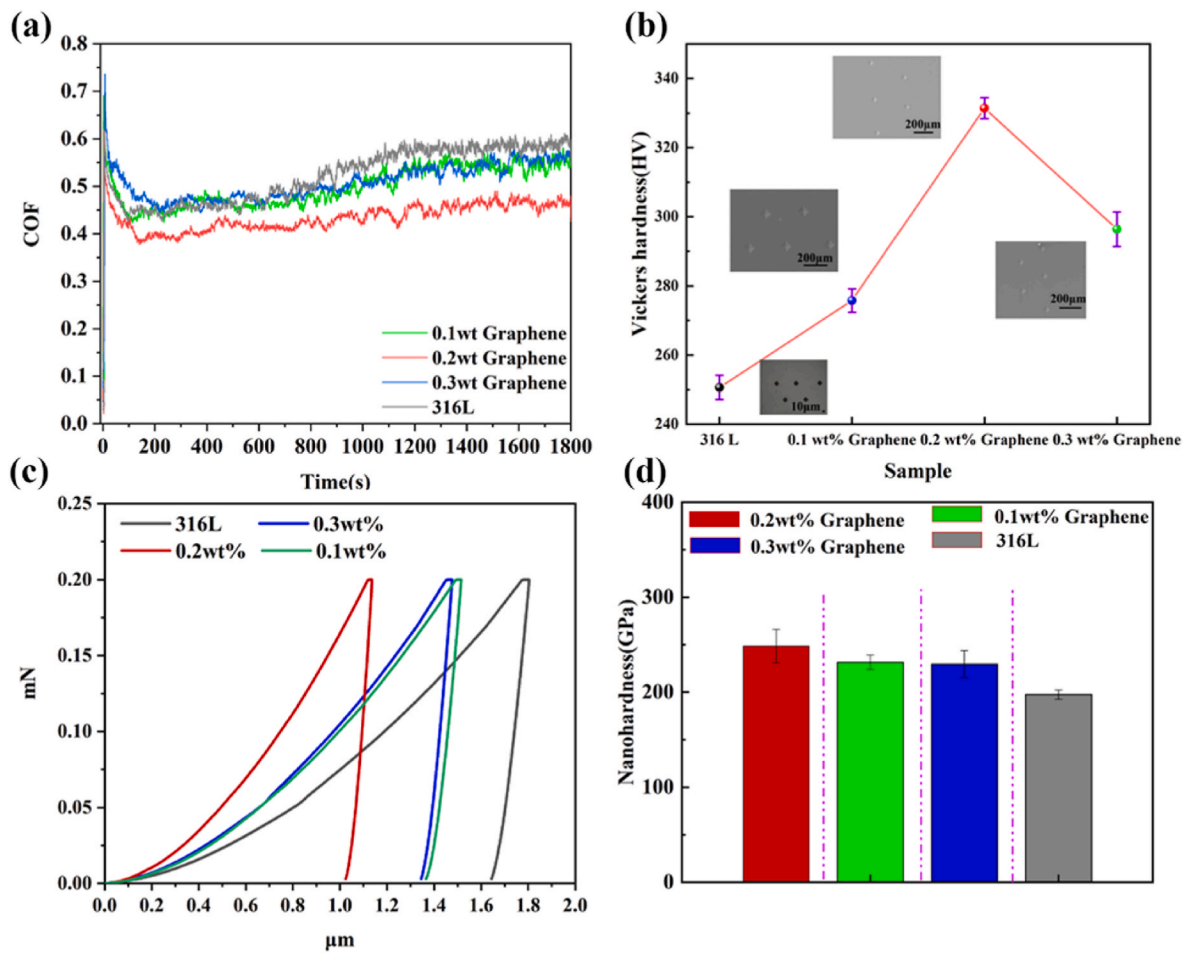 (a)
0.8
0.7
0.6
0.5
0.4
0.3
0.2
0.1
0.0
COF
0.1wt Graphene
0.2wt Graphene
0.3wt Graphene
316L
0 200 400 600 800 1000 1200 1400 1600 1800
Time(s)
(b)
340
320
300
280
260
240
Vickers hardness(HV)
200μm
200μm
200μm
10μm
316 L 0.1 wt% Graphene 0.2 wt% Graphene 0.3 wt% Graphene
Sample
(c)
0.25
0.20
0.15
0.10
0.05
0.00
mN
316L 0.3wt%
0.2wt% 0.1wt%
0.0 0.2 0.4 0.6 0.8 1.0 1.2 1.4 1.6 1.8 2.0
μm
(d)
400
300
200
100
0
Nanohardness(GPa)
0.2wt% Graphene 0.1wt% Graphene
0.3wt% Graphene 316L